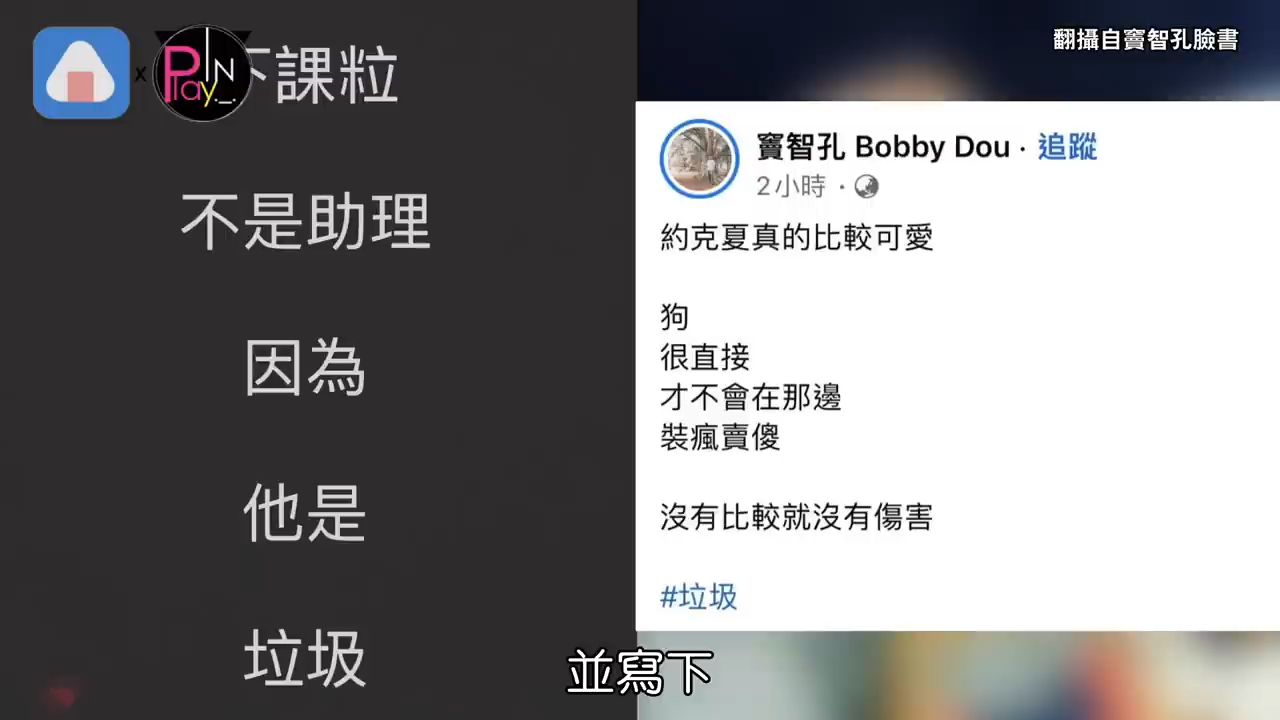 x
Play IN
下課粒
不是助理
因為
他是
垃圾
翻攝自竇智孔臉書
竇智孔 Bobby Dou · 追蹤
2小時 ·
約克夏真的比較可愛
狗
很直接
才不會在那邊
裝瘋賣傻
沒有比較就沒有傷害
#垃圾
並寫下